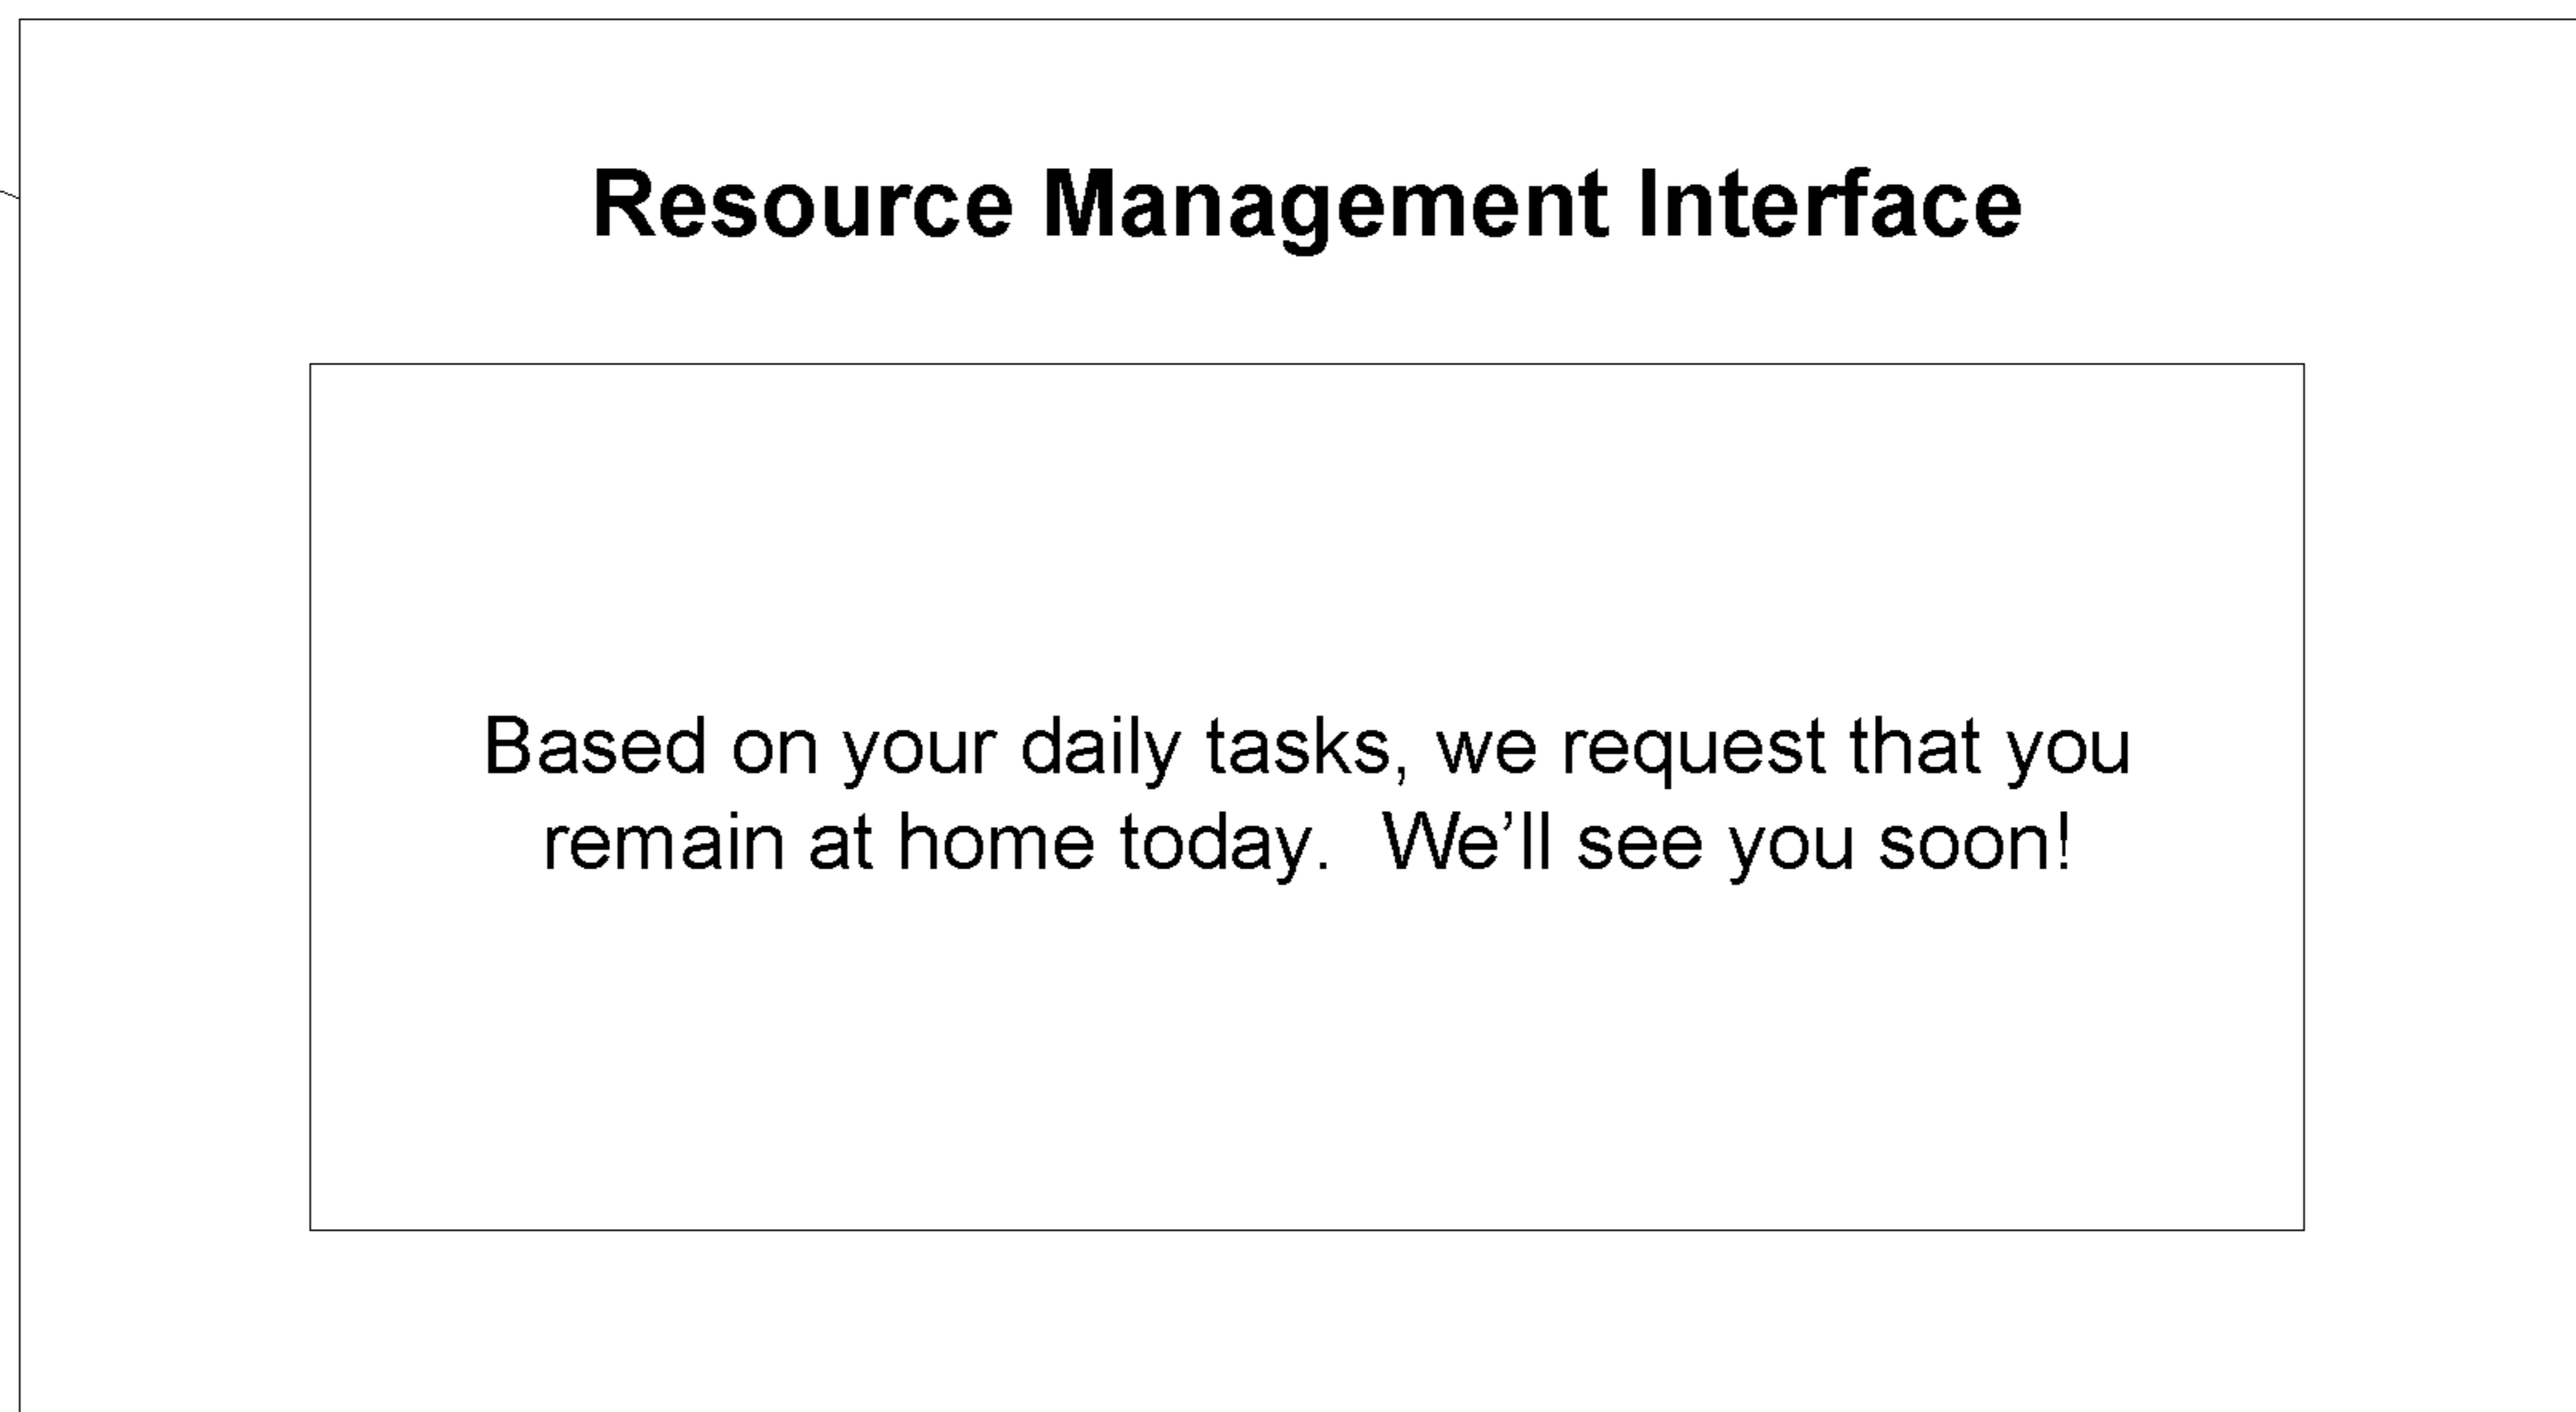 Resource Management Interface
Based on your daily tasks, we request that you
remain at home today.  We’ll see you soon!